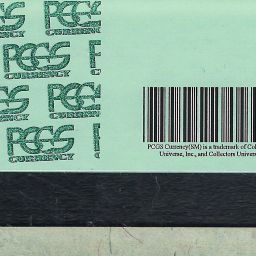 PCGS
CURRENCY
PCGS
CURRENCY
PCGS
CURRENCY
PCGS
CURRENCY
PCGS Currency(SM) is a trademark of Col
Universe, Inc., and Collectors Univers